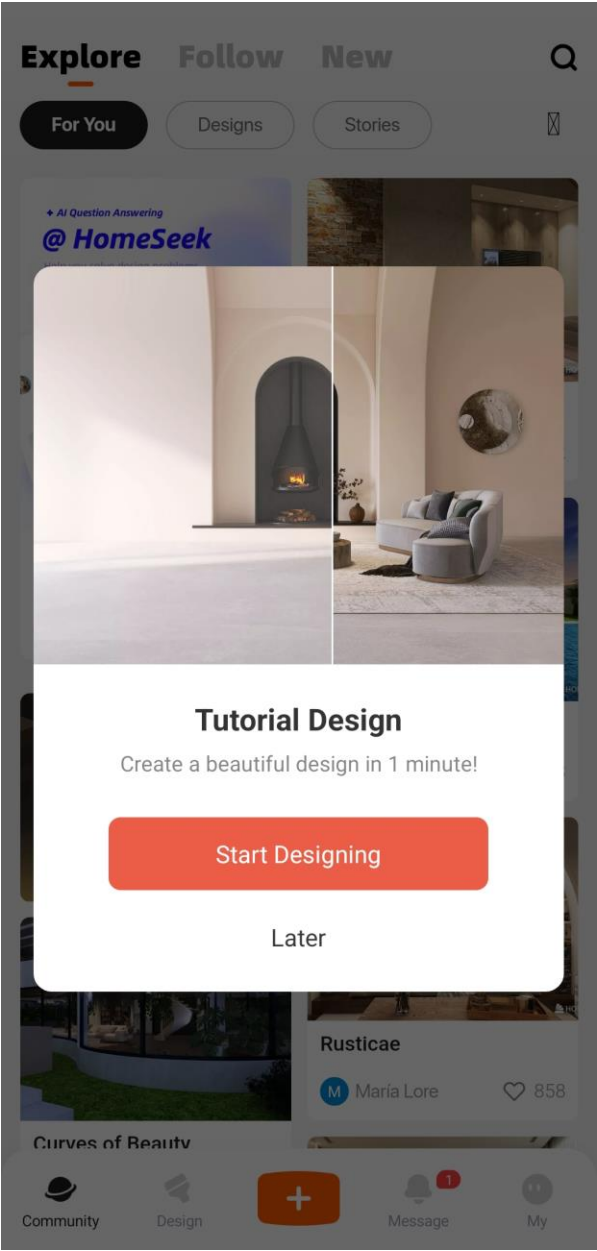 Explore Follow New
For You Designs Stories
AI Question Answering
@ HomeSeek
Tutorial Design
Create a beautiful design in 1 minute!
Start Designing
Later
Rusticae
M María Lore 858
Curves of Beauty
1
Community Design Message My